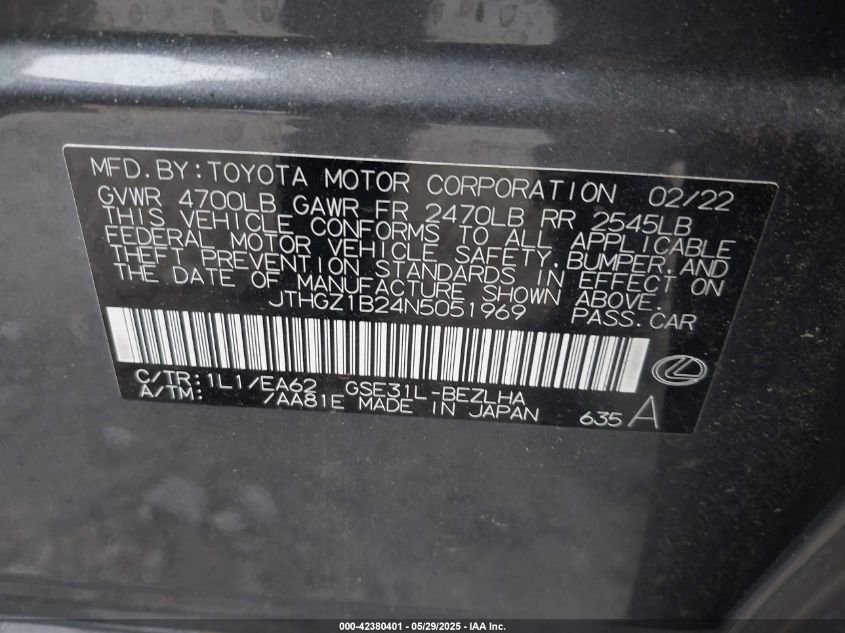 MFD.BY:TOYOTA MOTOR CORPORATION 02/22
GVWR 4700LB GAWR FR 2470LB RR 2545LB
THIS VEHICLE CONFORMS TO ALL APPLICABLE
FEDERAL MOTOR VEHICLE SAFETY,BUMPER,AND
THEFT PREVENTION STANDARDS IN EFFECT ON
THE DATE OF MANUFACTURE SHOWN ABOVE.
JTHGZ1B24N5051969 PASS.CAR
C/TR:1L1/EA62 GSE31L-BEZLHA
A/TM: /AA81E MADE IN JAPAN 635 A
000-42380401 - 05/29/2025 - IAA Inc.